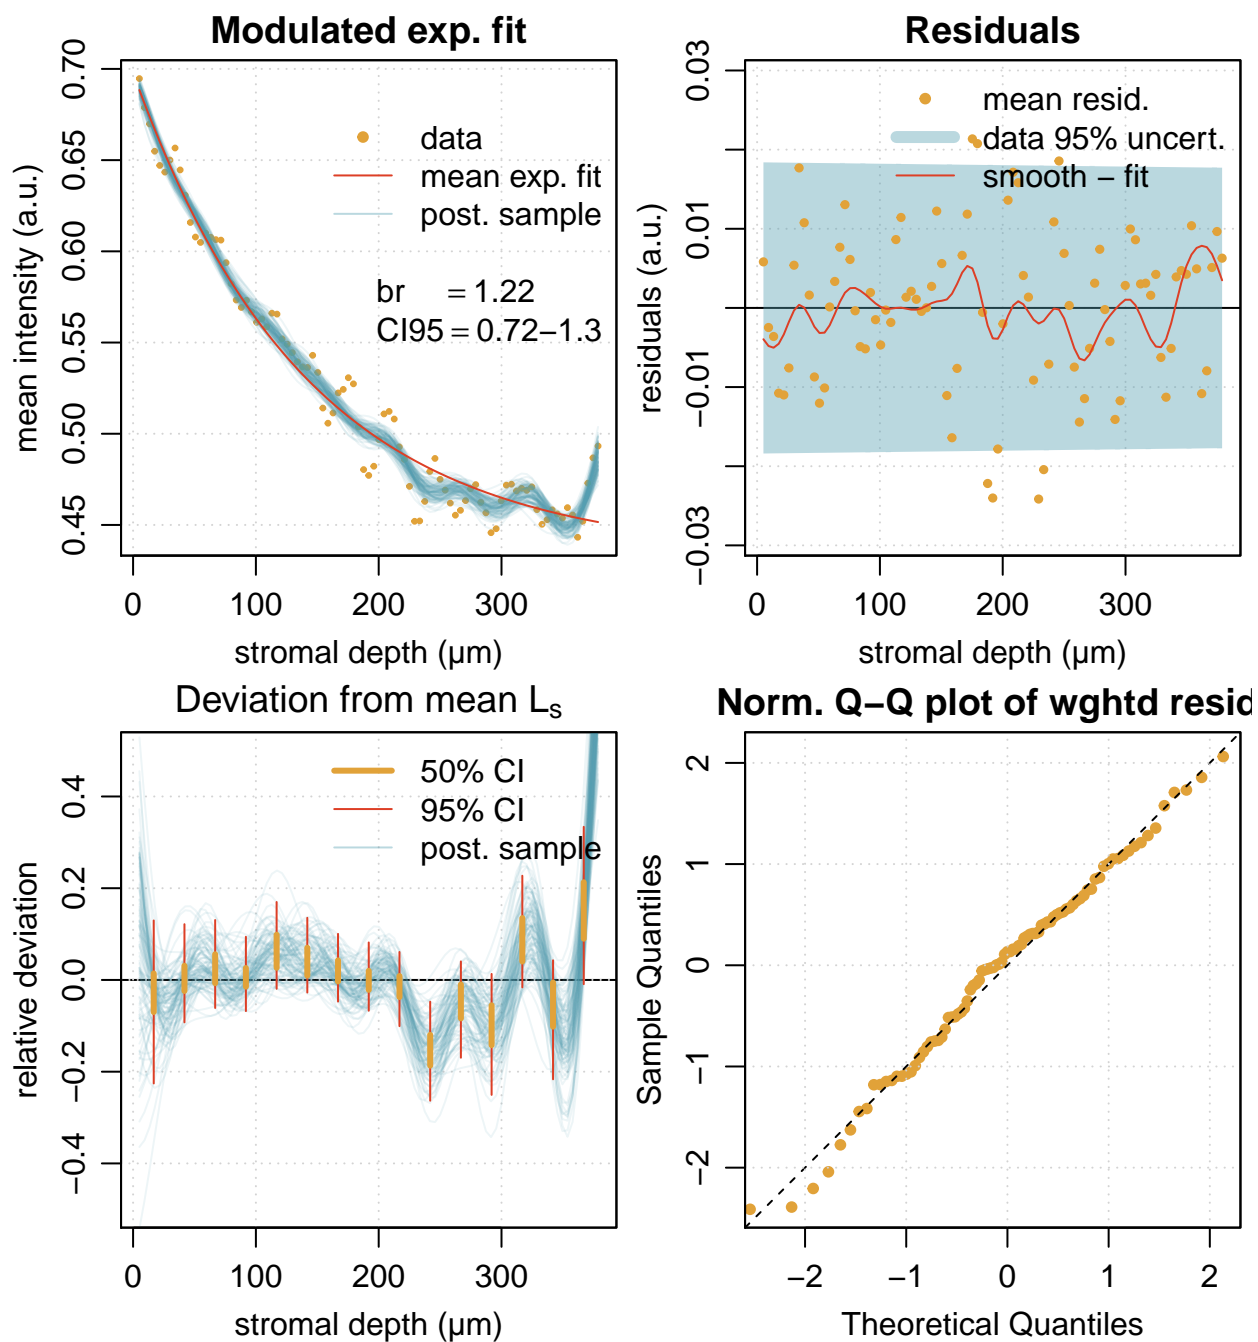 Modulated exp. fit
0.70
0.65
0.60
0.55
0.50
0.45
mean intensity (a.u.)
data
mean exp. fit
post. sample
br = 1.22
CI95 = 0.72−1.3
0 100 200 300
stromal depth (µm)
Residuals
0.03
0.01
−0.01
−0.03
residuals (a.u.)
mean resid.
data 95% uncert.
smooth − fit
0 100 200 300
stromal depth (µm)
Deviation from mean Ls
0.4
0.2
0.0
−0.2
−0.4
relative deviation
50% CI
95% CI
post. sample
0 100 200 300
stromal depth (µm)
Norm. Q−Q plot of wghtd resid
2
1
0
−1
−2
Sample Quantiles
−2 −1 0 1 2
Theoretical Quantiles